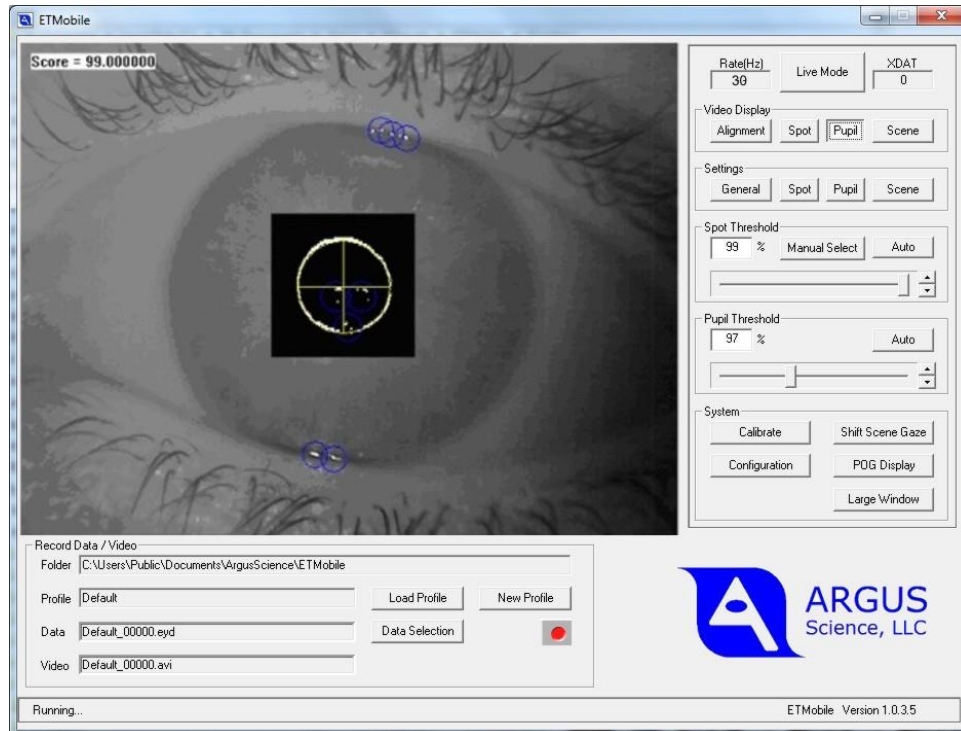 ETMobile
Score = 99.000000
Rate(Hz)
30
Live Mode
XDAT
0
Video Display
Alignment Spot Pupil Scene
Settings
General Spot Pupil Scene
Spot Threshold
99 % Manual Select Auto
Pupil Threshold
97 % Auto
System
Calibrate Shift Scene Gaze
Configuration POG Display
Large Window
Record Data / Video
Folder C:\Users\Public\Documents\ArgusScience\ETMobile
Profile Default Load Profile New Profile
Data Default_00000.eyd Data Selection
Video Default_00000.avi
ARGUS
Science, LLC
Running... ETMobile Version 1.0.3.5